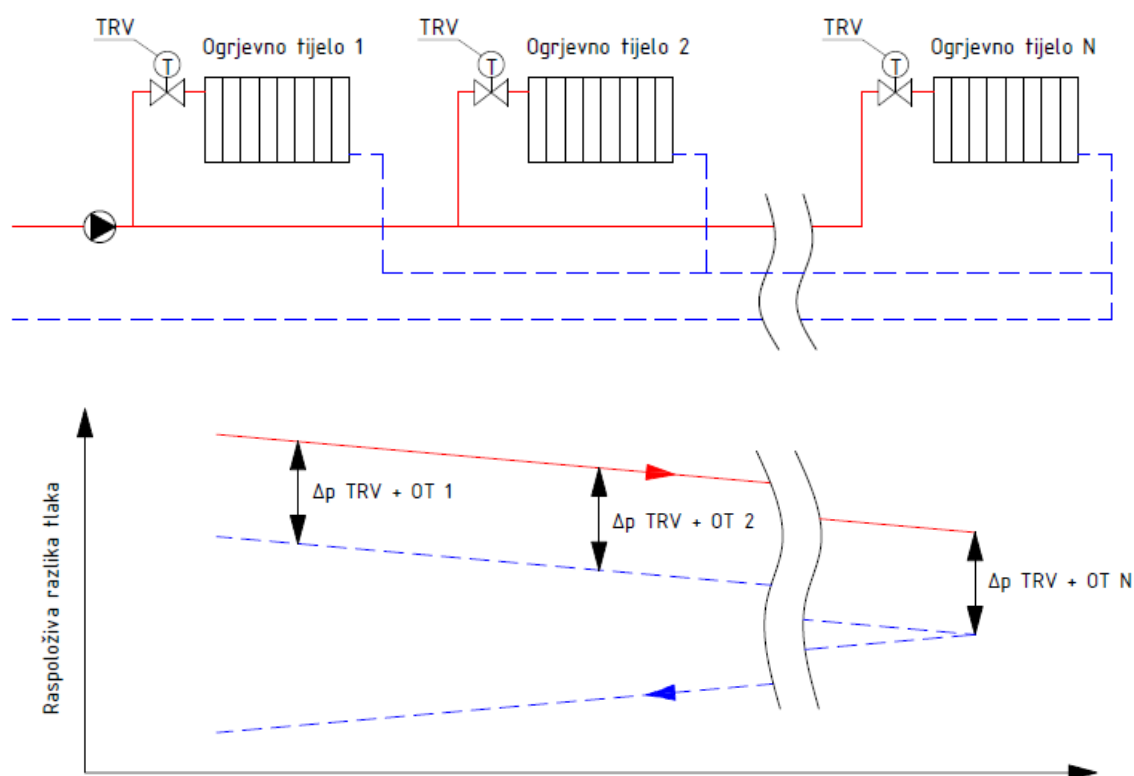 TRV
Ogrjevno tijelo 1
TRV
Ogrjevno tijelo 2
TRV
Ogrjevno tijelo N
T
T
T
Raspoloživa razlika tlaka
Δp TRV + OT 1
Δp TRV + OT 2
Δp TRV + OT N